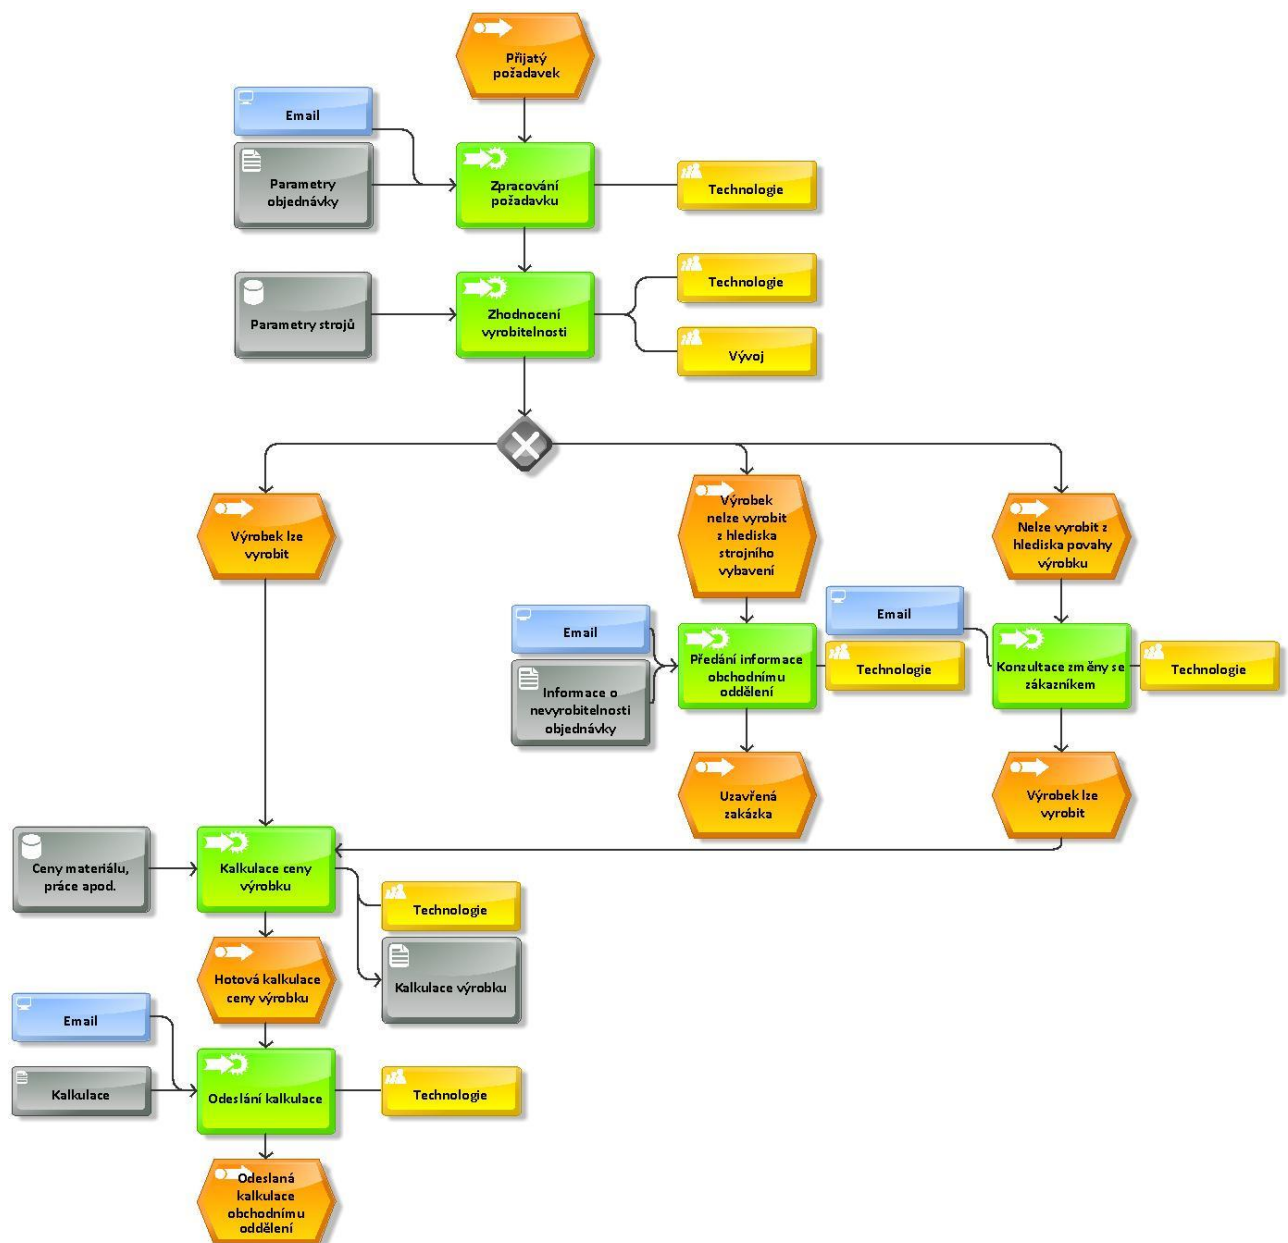 Přijatý
požadavek
Email
Parametry
objednávky
Zpracování
požadavku
Technologie
Parametry strojů
Zhodnocení
vyrobitelnosti
Technologie
Vývoj
Výrobek lze
vyrobit
Výrobek
nelze vyrobit
z hlediska
strojního
vybavení
Nelze vyrobit z
hlediska povahy
výrobku
Email
Informace o
nevyrobitelnosti
objednávky
Předání informace
obchodnímu
oddělení
Technologie
Email
Konzultace změny se
zákazníkem
Technologie
Uzavřená
zakázka
Výrobek lze
vyrobit
Ceny materiálu,
práce apod.
Kalkulace ceny
výrobku
Technologie
Kalkulace výrobku
Hotová kalkulace
ceny výrobku
Email
Kalkulace
Odeslání kalkulace
Technologie
Odeslaná
kalkulace
obchodnímu
oddělení